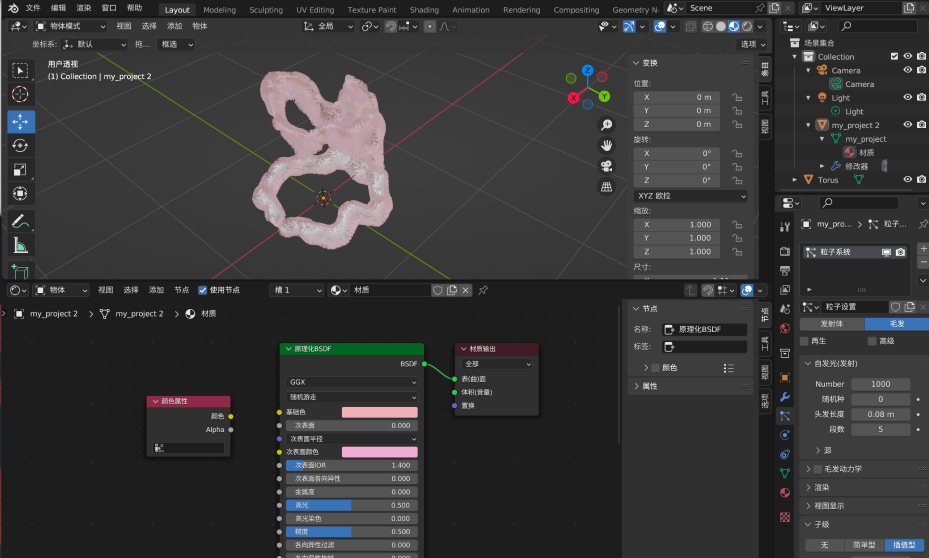 文件 编辑 渲染 窗口 帮助 Layout Modeling Sculpting UV Editing Texture Paint Shading Animation Rendering Compositing Geometry N Scene ViewLayer
物体模式 视图 选择 添加 物体 全局
坐标系: 默认 拖... 框选 选项
用户透视
(1) Collection | my_project 2
Z
Y
X
变换
位置:
X 0 m
Y 0 m
Z 0 m
旋转:
X 0°
Y 0°
Z 0°
XYZ 欧拉
缩放:
X 1.000
Y 1.000
Z 1.000
尺寸:
条目
工具
视图
场景集合
Collection
Camera
Camera
Light
Light
my_project 2
my_project
材质
修改器
Torus
物体 视图 选择 添加 节点 使用节点 槽 1 材质
my_project 2 > my_project 2 > 材质
颜色属性
颜色
Alpha
原理化BSDF
BSDF
GGX
随机游走
基础色
次表面 0.000
次表面半径
次表面颜色
次表面IOR 1.400
次表面各向异性 0.000
金属度 0.000
高光 0.500
高光染色 0.000
糙度 0.500
各向异性过滤 0.000
材质输出
全部
表(曲)面
体积(音量)
置换
节点
名称: 原理化BSDF
标签:
颜色
属性
节点
工具
视图
选项
my_pro... > 粒子...
粒子系统
粒子设置
发射体 毛发
再生 高级
自发光(发射)
Number 1000
随机种 0
头发长度 0.08 m
段数 5
源
毛发动力学
渲染
视图显示
子级
无 简单型 插值型